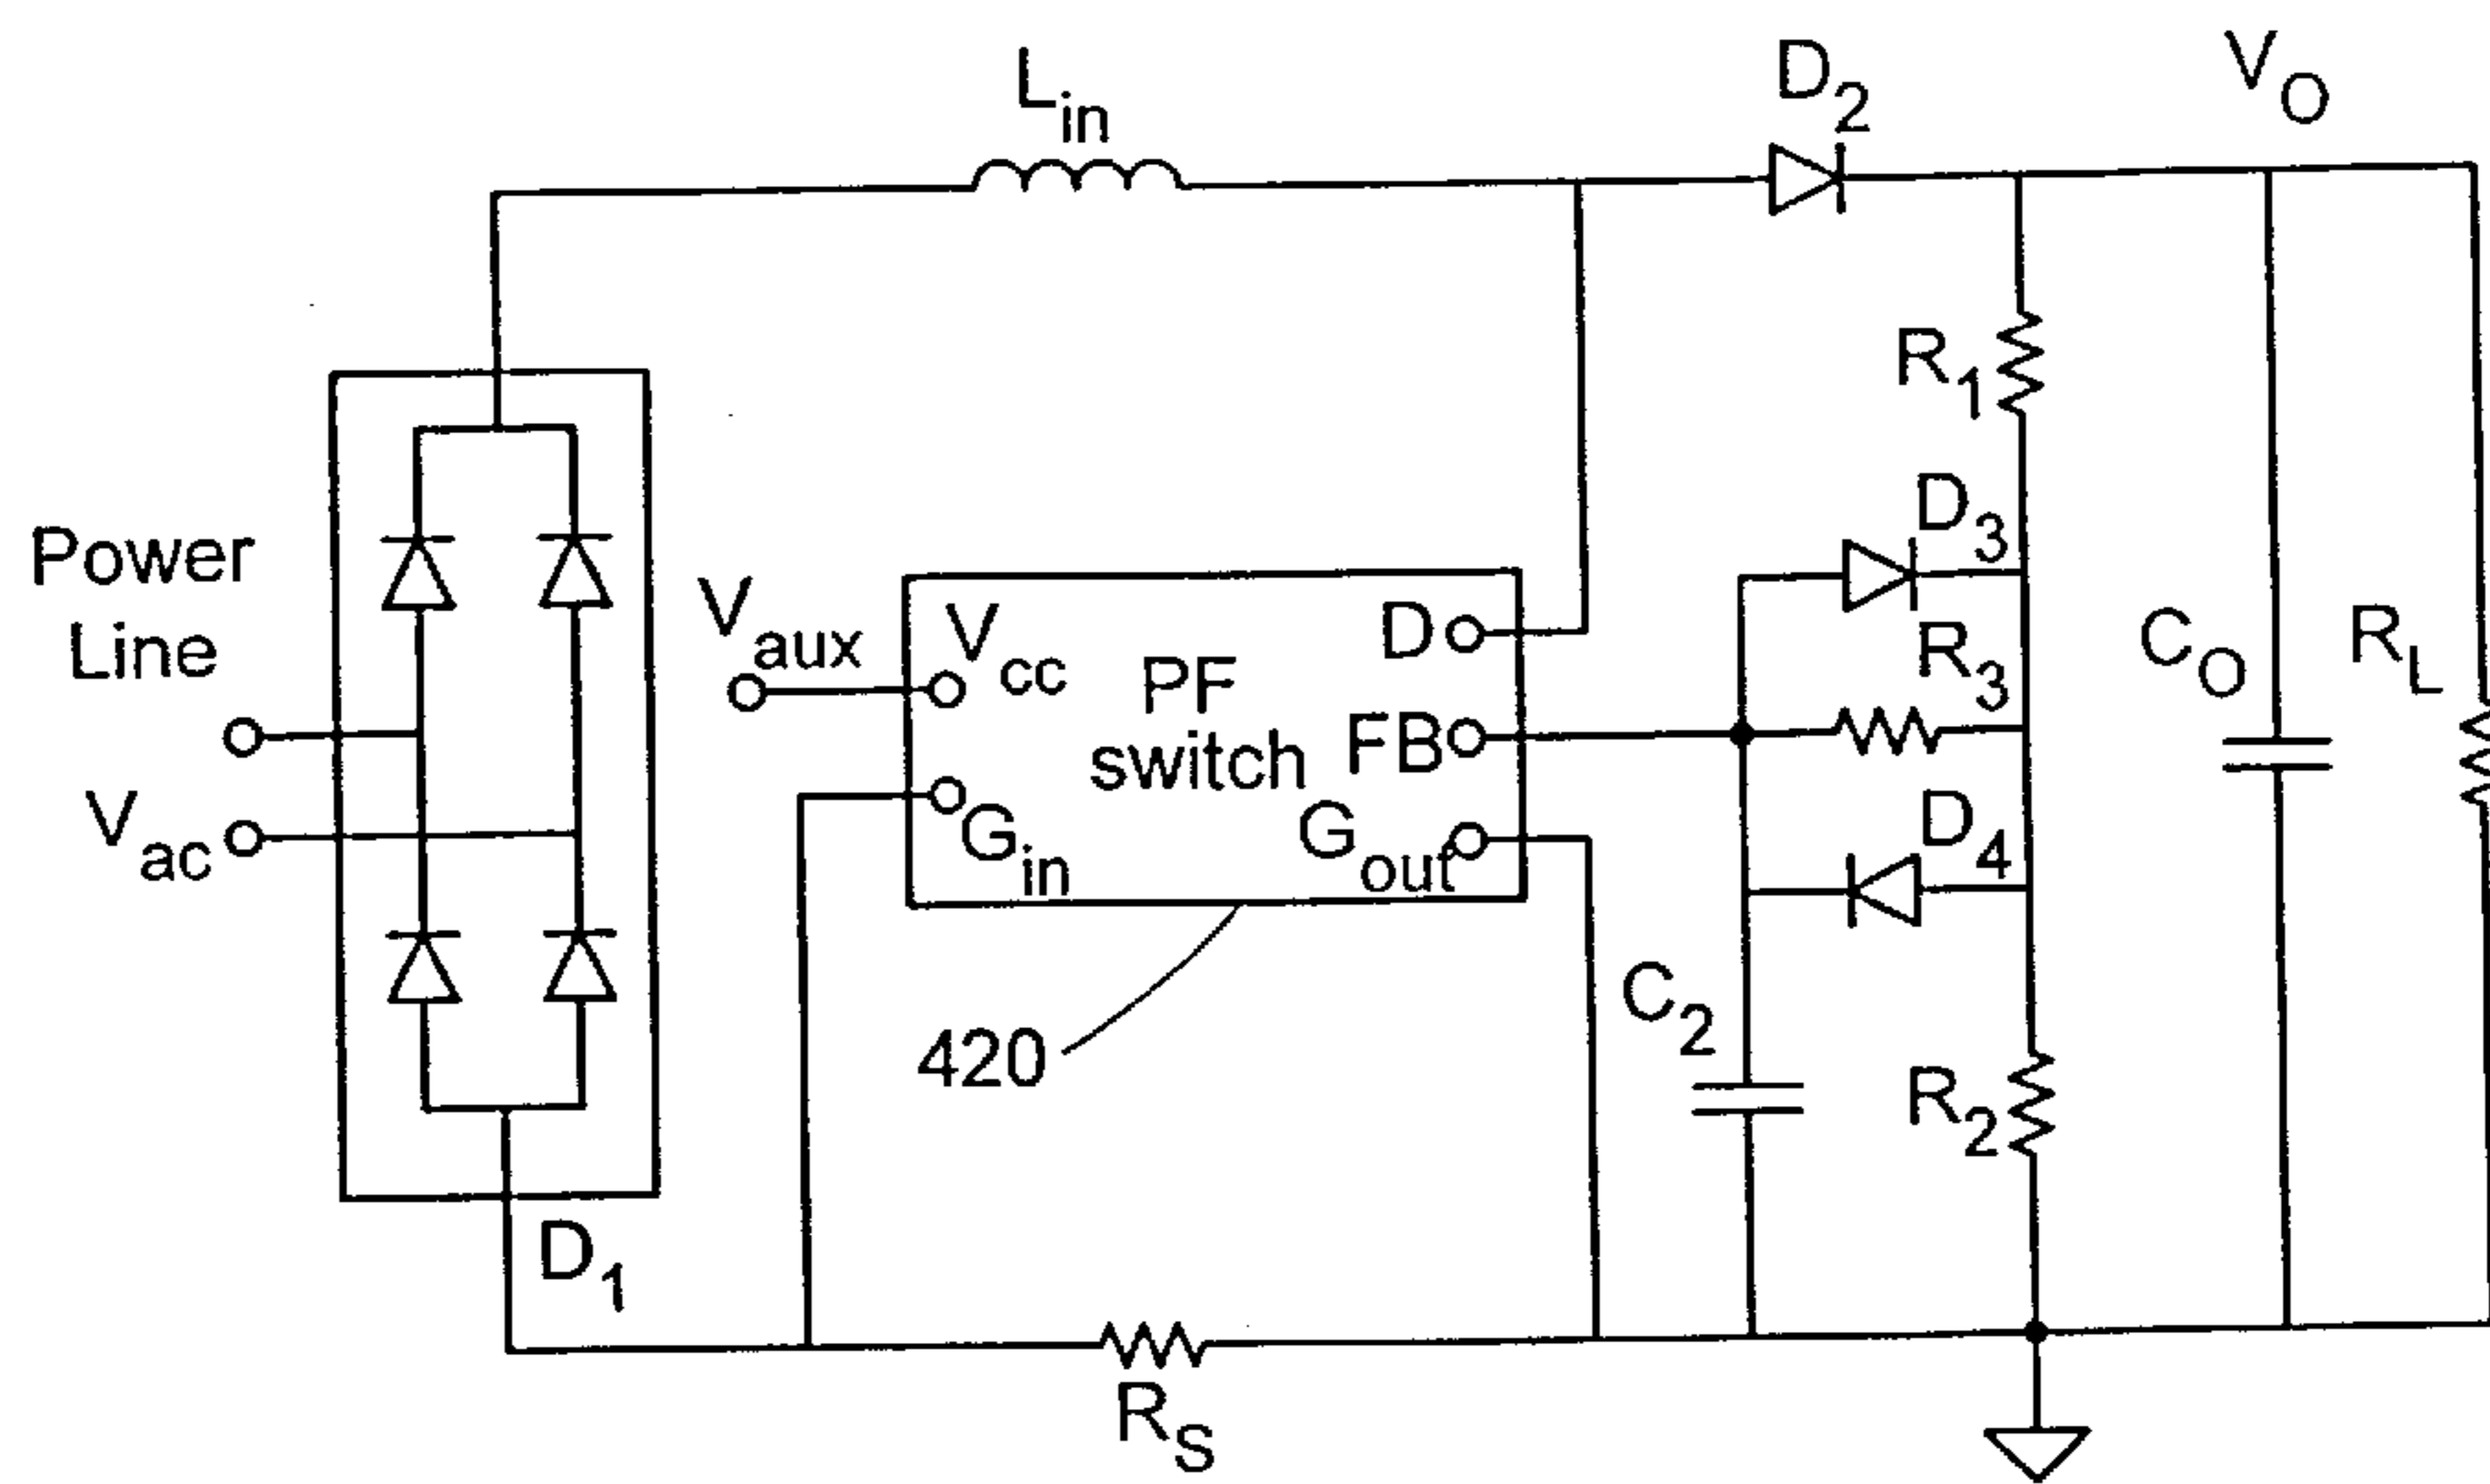 L_in
D_2
V_O
R_1
D_3
Power
Line
V_aux
V_cc
D
R_3
C_O
R_L
PF
switch
FB
V_ac
G_in
G_out
D_4
C_2
420
R_2
D_1
R_S